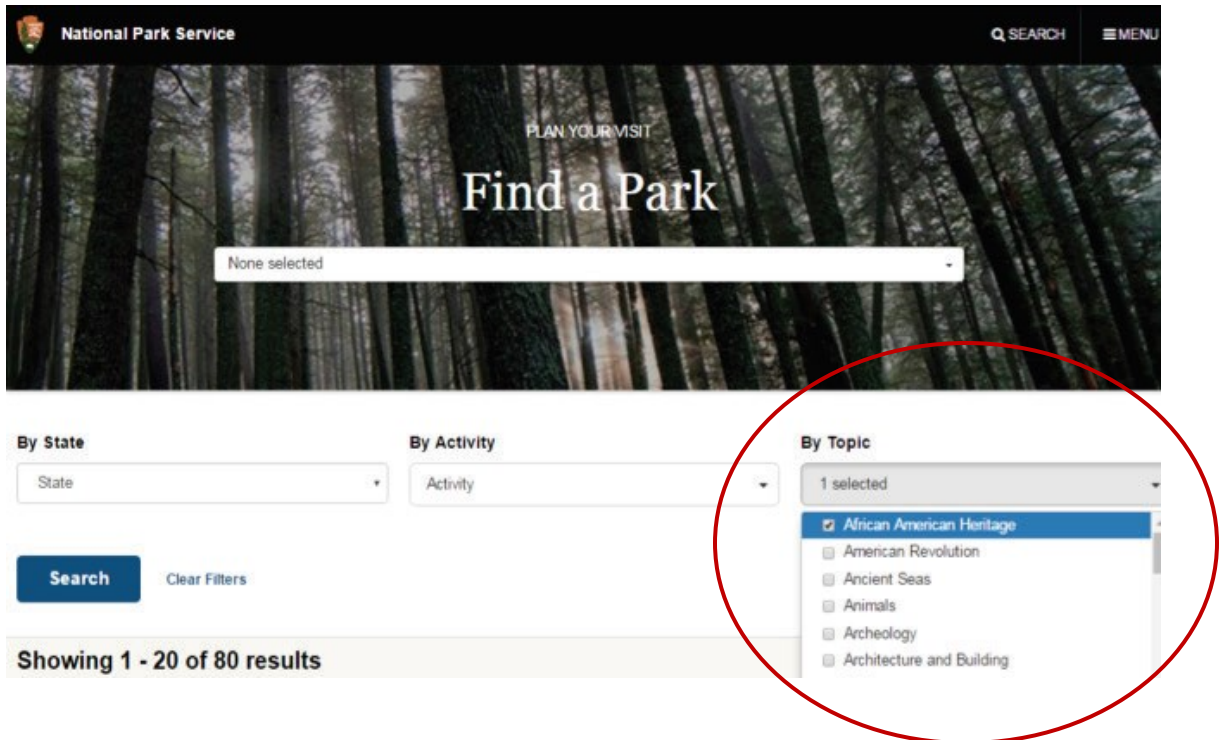 National Park Service
SEARCH
MENU
PLAN YOUR VISIT
Find a Park
None selected
By State
By Activity
By Topic
State
Activity
1 selected
African American Heritage
American Revolution
Ancient Seas
Animals
Archeology
Architecture and Building
Search
Clear Filters
Showing 1 - 20 of 80 results